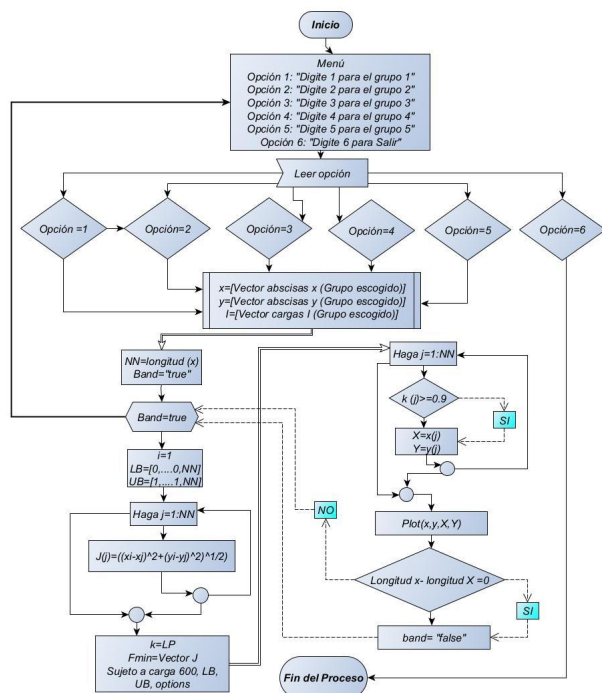 Inicio
Menú
Opción 1: "Digite 1 para el grupo 1"
Opción 2: "Digite 2 para el grupo 2"
Opción 3: "Digite 3 para el grupo 3"
Opción 4: "Digite 4 para el grupo 4"
Opción 5: "Digite 5 para el grupo 5"
Opción 6: "Digite 6 para Salir"
Leer opción
Opción =1
Opción=2
Opción=3
Opción=4
Opción=5
Opción=6
x=[Vector abscisas x (Grupo escogido)]
y=[Vector abscisas y (Grupo escogido)]
I=[Vector cargas I (Grupo escogido)]
NN=longitud (x)
Band="true"
Band=true
i=1
LB=[0,....0,NN]
UB=[1,....1,NN]
Haga j=1:NN
J(j)=((xi-xj)^2+(yi-yj)^2)^1/2)
k=LP
Fmin=Vector J
Sujeto a carga 600, LB,
UB, options
Haga j=1:NN
k (j)>=0.9
SI
X=x(j)
Y=y(j)
Plot(x,y,X,Y)
NO
Longitud x- longitud X =0
SI
band= "false"
Fin del Proceso